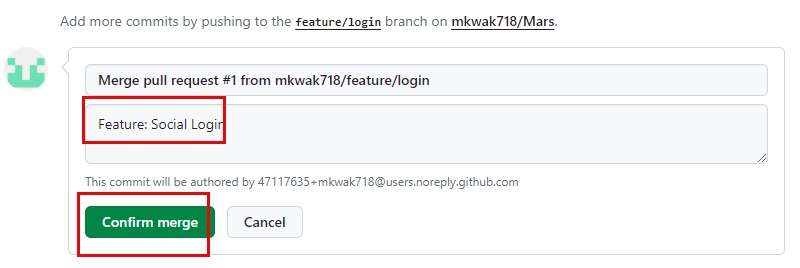 Add more commits by pushing to the feature/login branch on mkwak718/Mars.
Merge pull request #1 from mkwak718/feature/login
Feature: Social Login
This commit will be authored by 47117635+mkwak718@users.noreply.github.com
Confirm merge Cancel